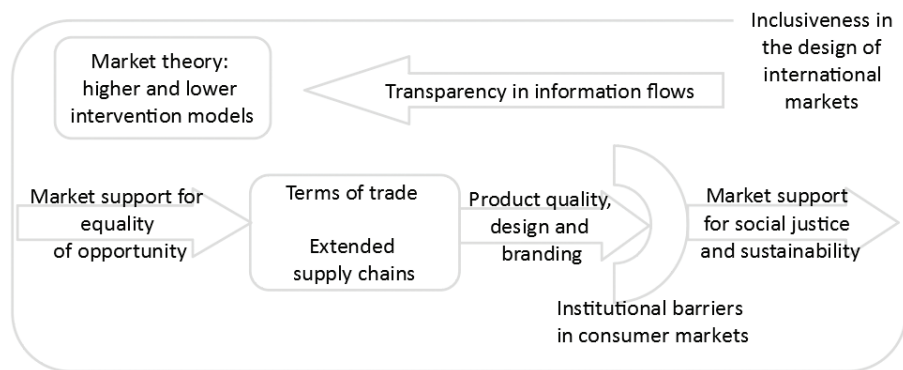 Inclusiveness in
the design of
international
markets
Market theory:
higher and lower
intervention models
Transparency in information flows
Market support for
equality
of opportunity
Terms of trade
Extended
supply chains
Product quality,
design and
branding
Market support
for social justice
and sustainability
Institutional barriers
in consumer markets